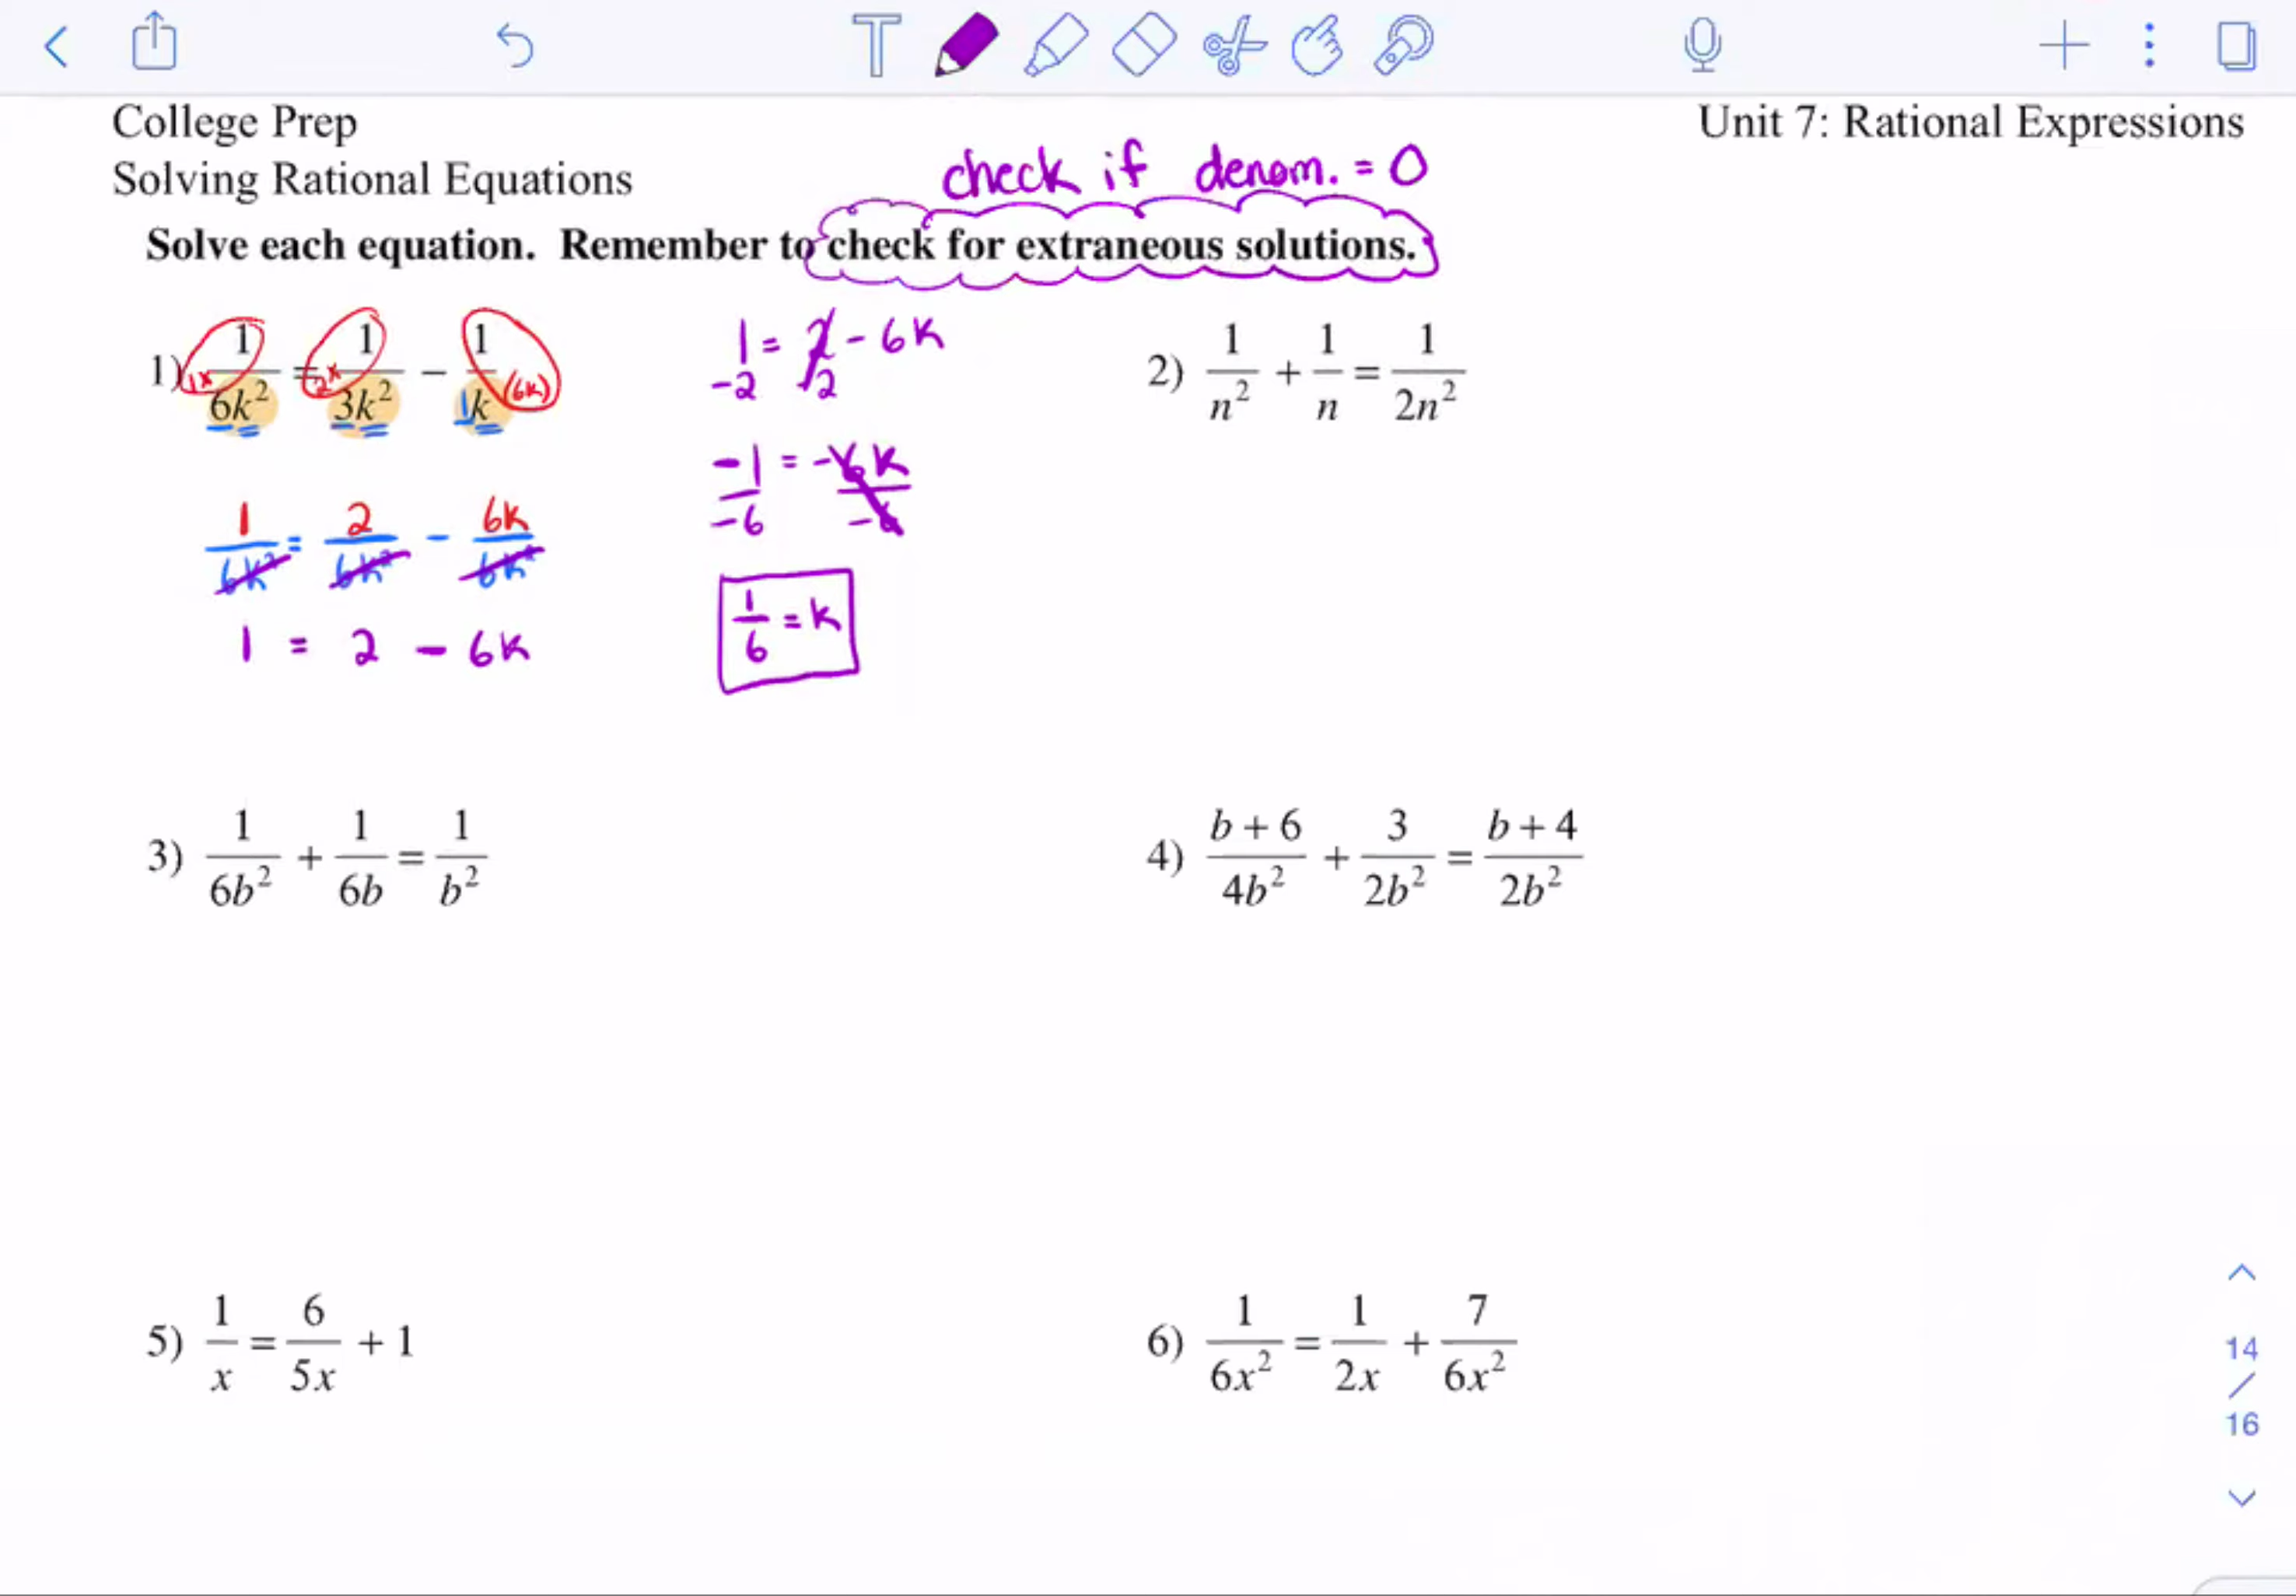 College Prep
Unit 7: Rational Expressions
Solving Rational Equations
check if denom. = 0
Solve each equation. Remember to check for extraneous solutions.
1) 1/6k² = 1/3k² − 1/k
1x 2x 1 (6k)
1/6k² = 2/6k² − 6k/6k²
1 = 2 − 6k
1 = 2 − 6k
-2 -2
-1/-6 = -6k/-6
1/6 = k
2) 1/n² + 1/n = 1/2n²
3) 1/6b² + 1/6b = 1/b²
4) (b + 6)/4b² + 3/2b² = (b + 4)/2b²
5) 1/x = 6/5x + 1
6) 1/6x² = 1/2x + 7/6x²
14
/
16